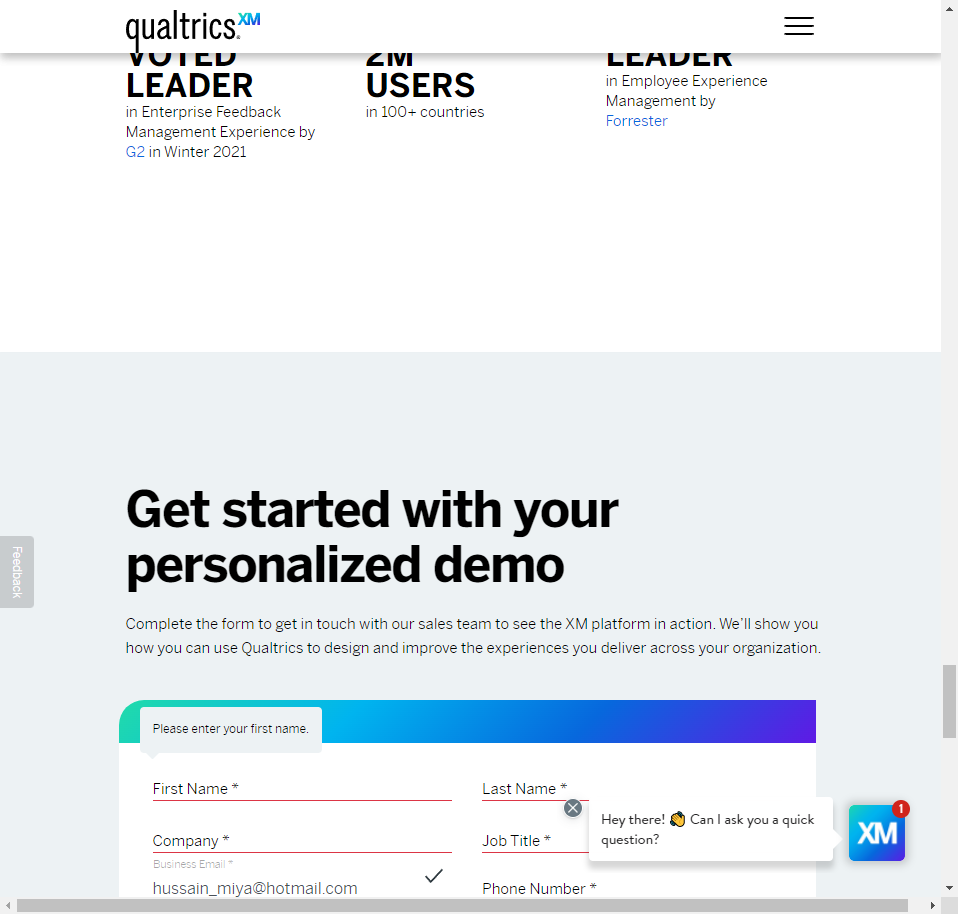 qualtrics.XM
VOTED
LEADER
in Enterprise Feedback
Management Experience by
G2 in Winter 2021
2M
USERS
in 100+ countries
LEADER
in Employee Experience
Management by
Forrester
Feedback
Get started with your
personalized demo
Complete the form to get in touch with our sales team to see the XM platform in action. We'll show you
how you can use Qualtrics to design and improve the experiences you deliver across your organization.
Please enter your first name.
First Name *
Last Name *
Company *
Job Title *
Business Email *
hussain_miya@hotmail.com
Phone Number *
Hey there! 👏 Can I ask you a quick
question?
XM
1